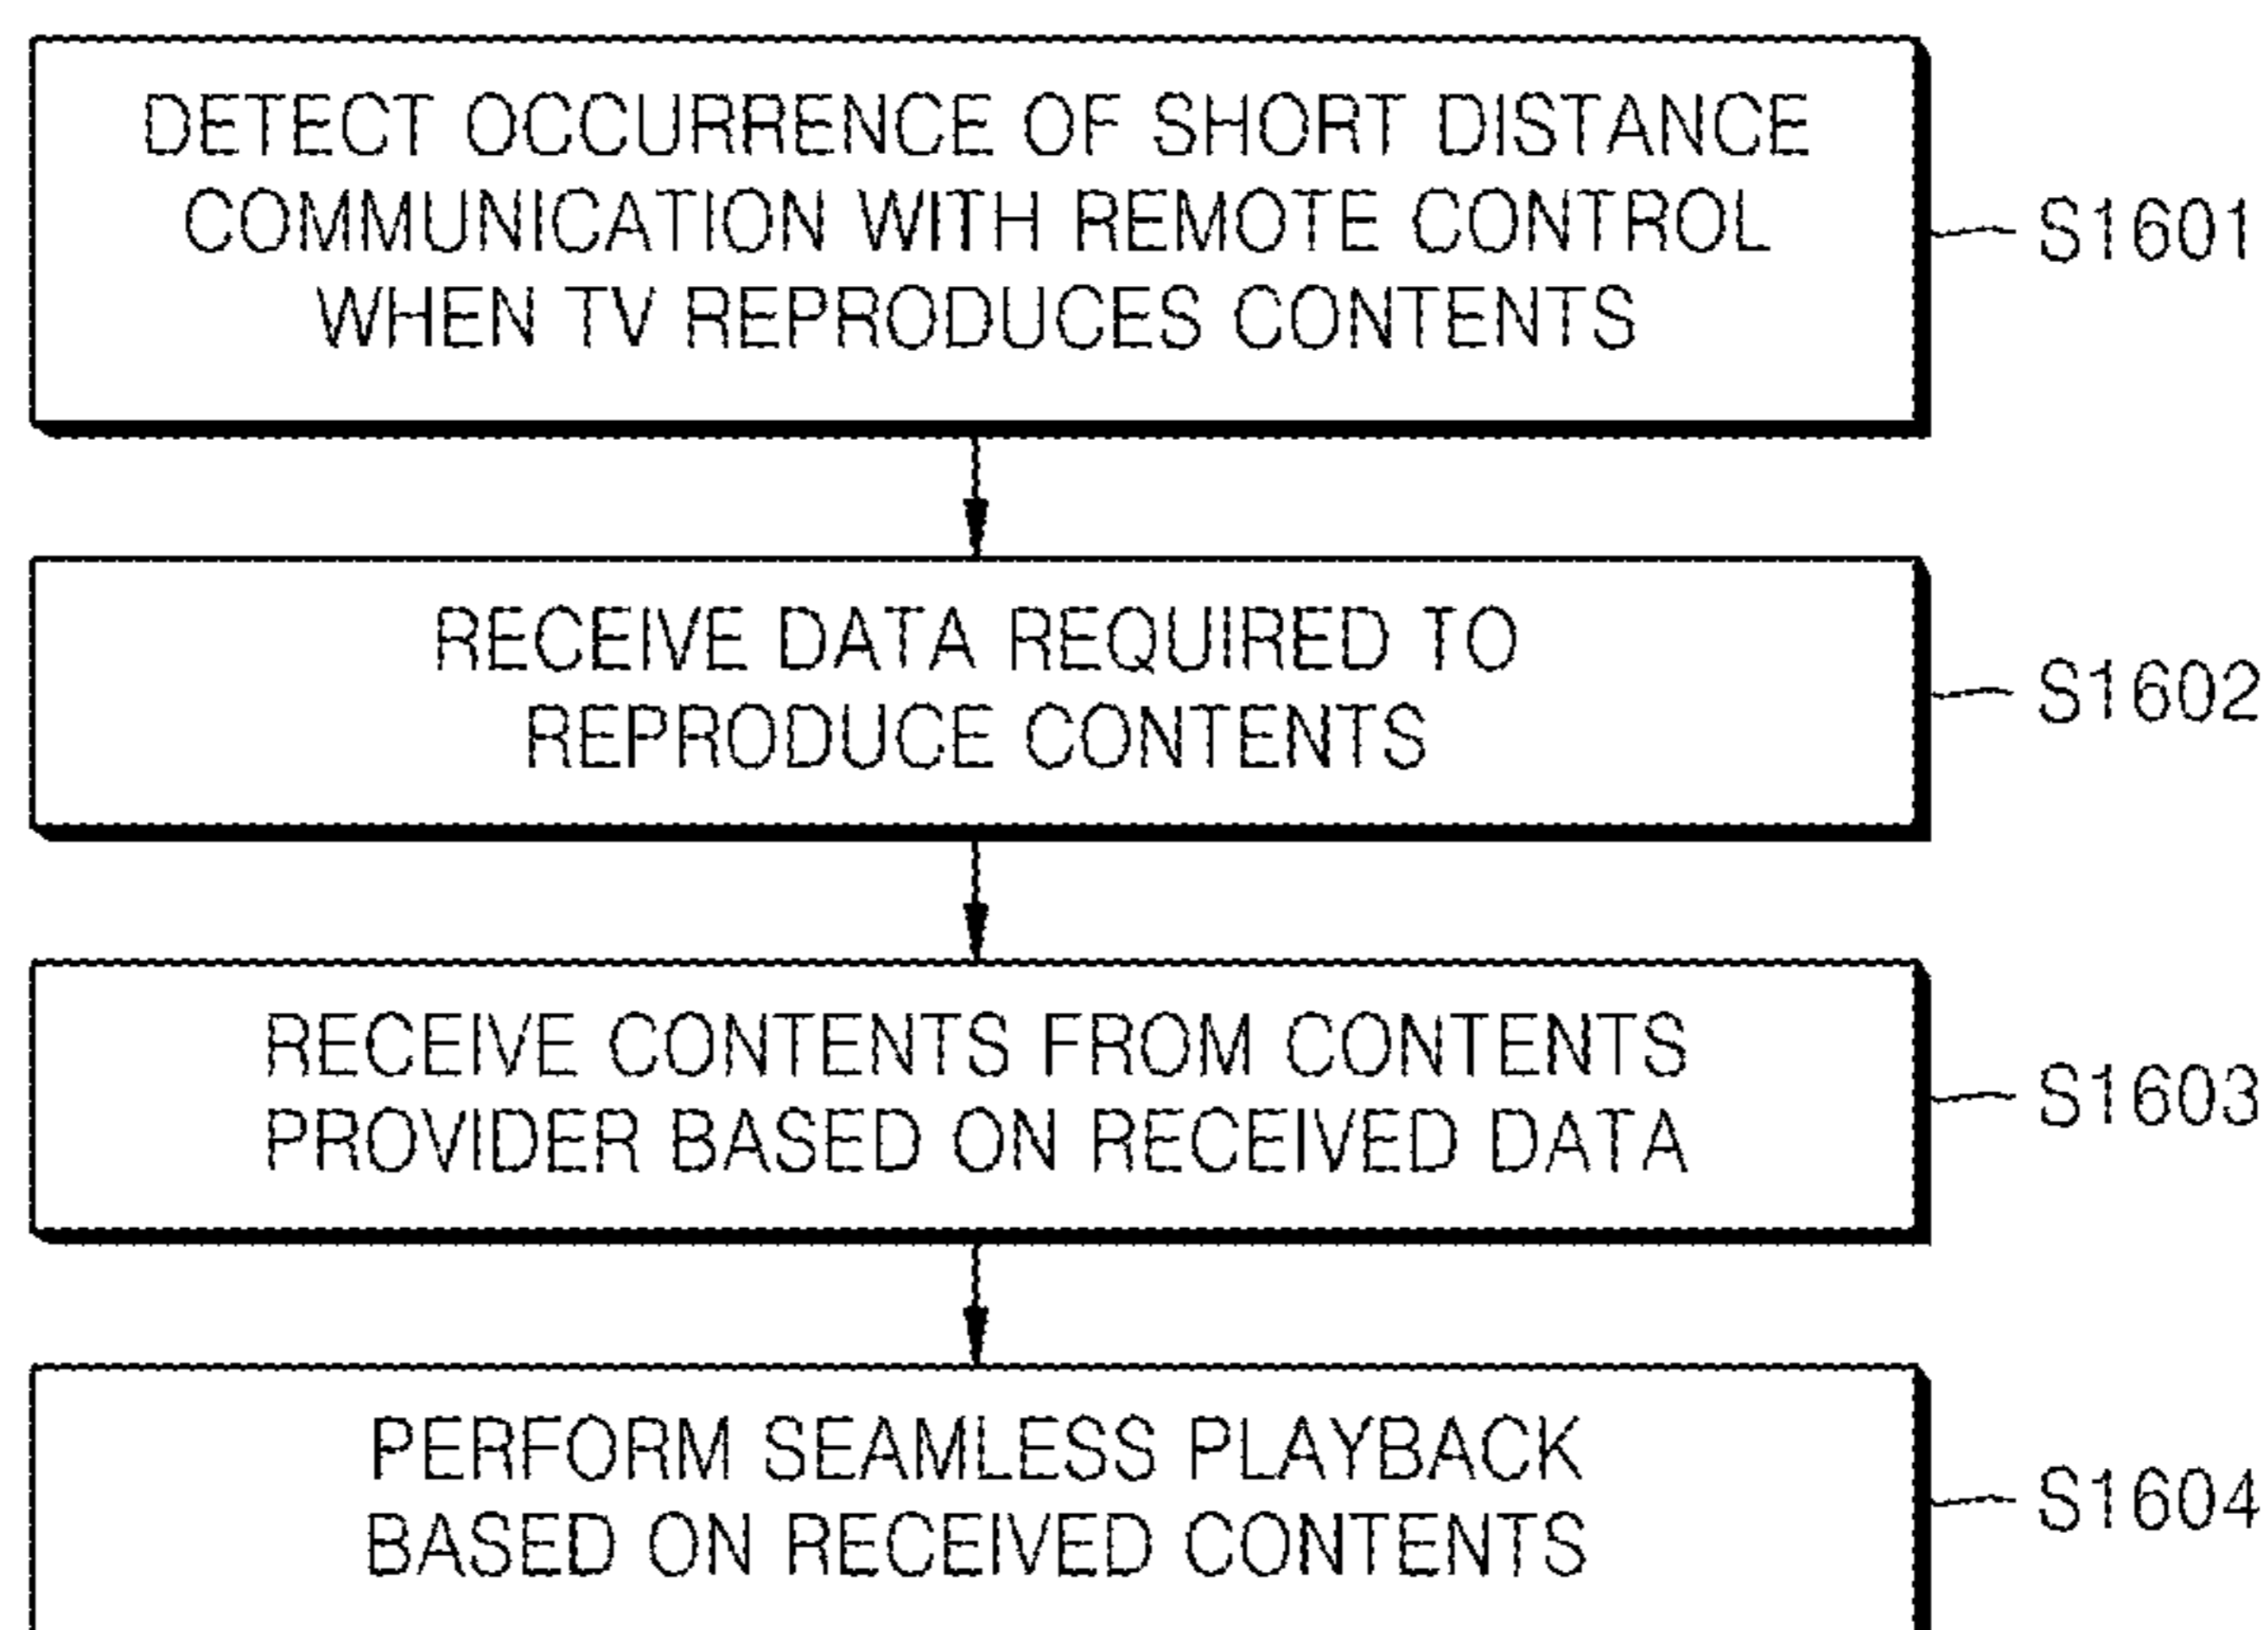 DETECT OCCURRENCE OF SHORT DISTANCE
COMMUNICATION WITH REMOTE CONTROL
WHEN TV REPRODUCES CONTENTS
S1601
RECEIVE DATA REQUIRED TO
REPRODUCE CONTENTS
S1602
RECEIVE CONTENTS FROM CONTENTS
PROVIDER BASED ON RECEIVED DATA
S1603
PERFORM SEAMLESS PLAYBACK
BASED ON RECEIVED CONTENTS
S1604